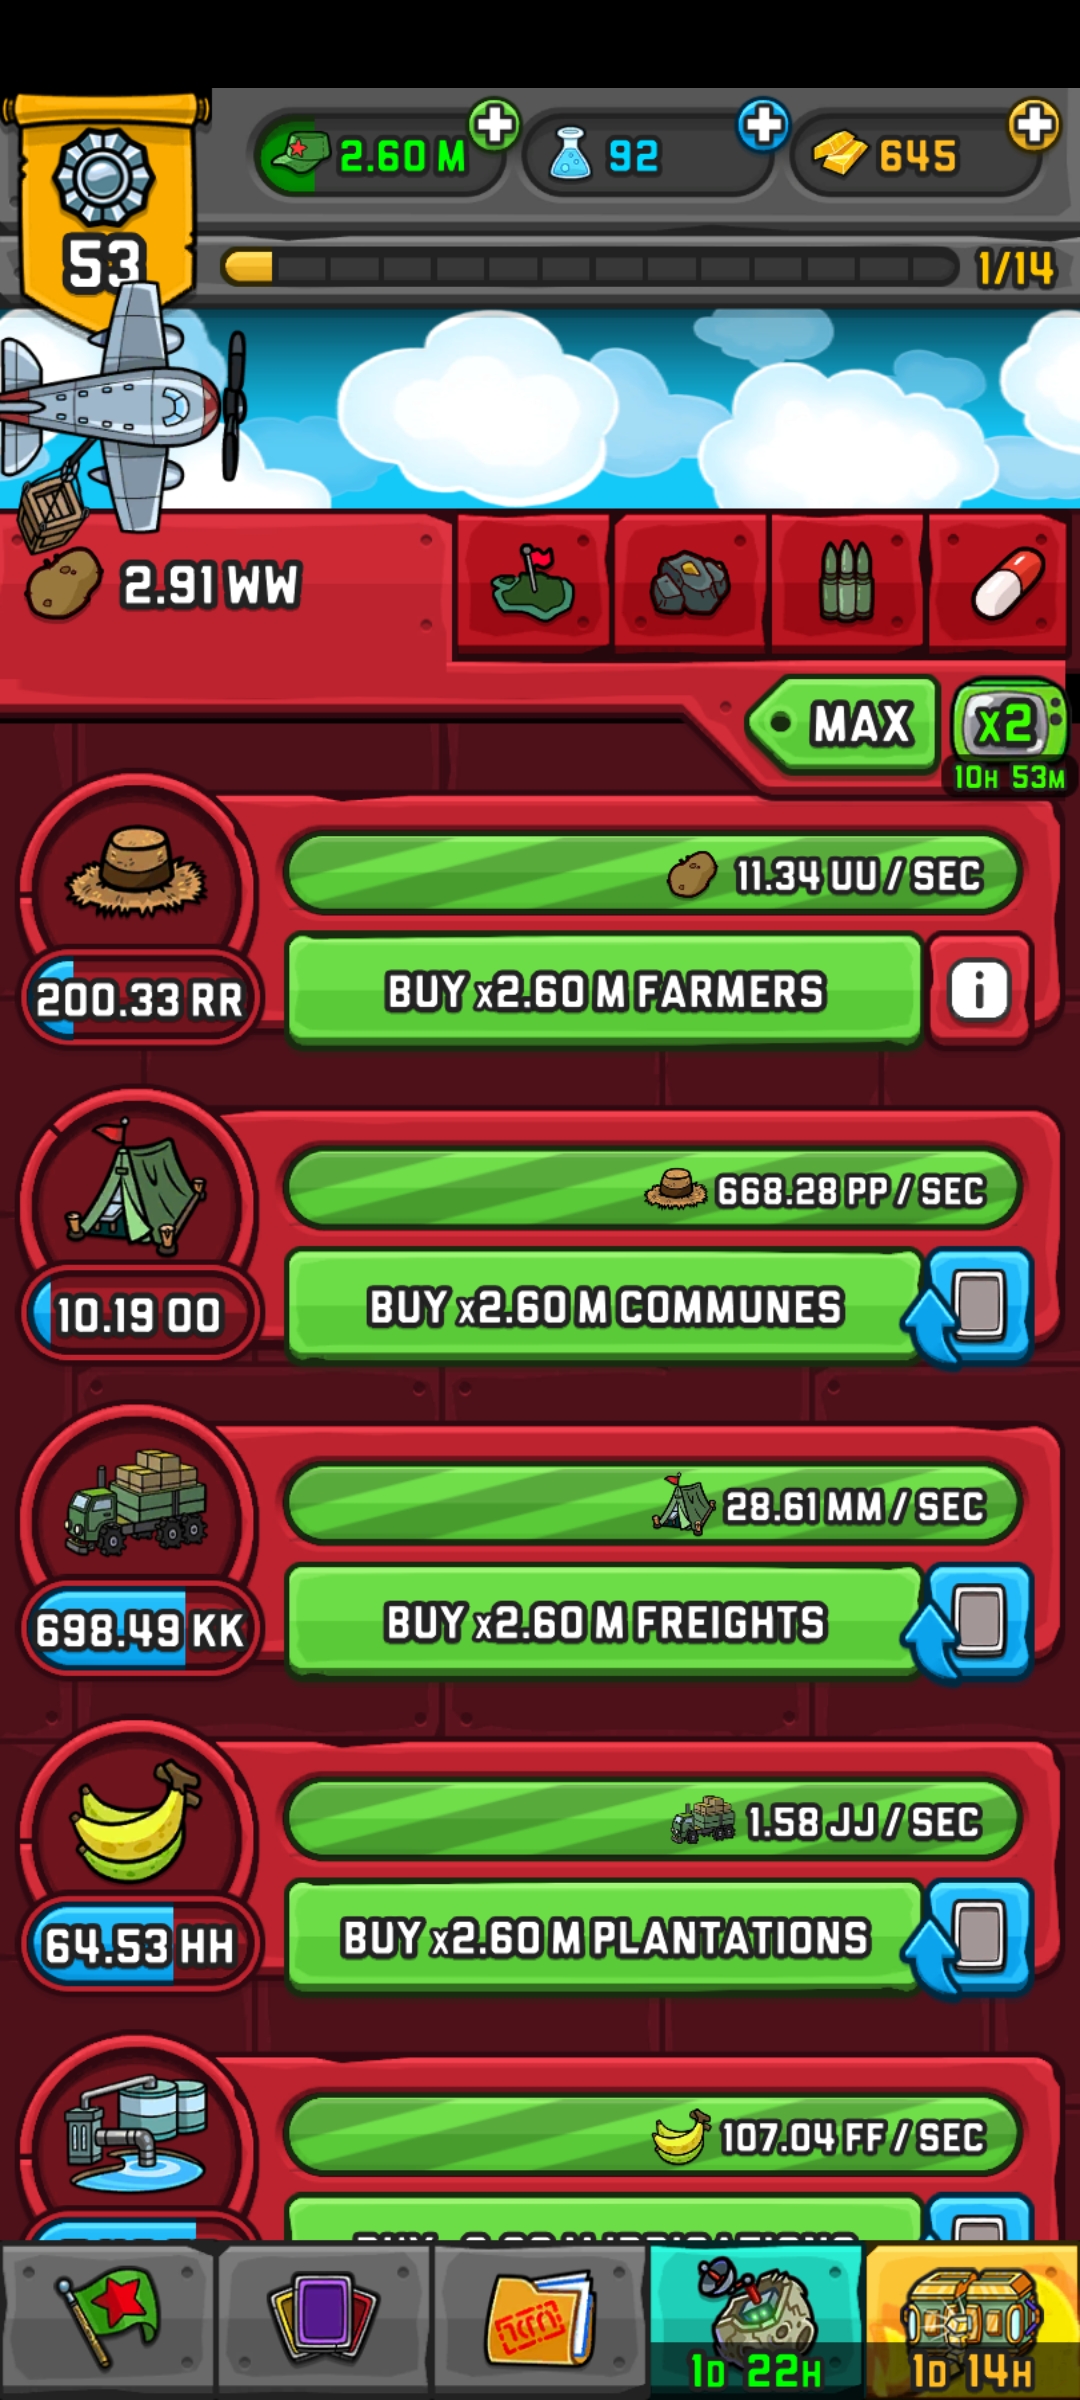 2.60 M
92
645
53
1/14
2.91 WW
MAX
x2
10H 53M
11.34 UU / SEC
200.33 RR
BUY x2.60 M FARMERS
i
668.28 PP / SEC
10.19 OO
BUY x2.60 M COMMUNES
28.61 MM / SEC
698.49 KK
BUY x2.60 M FREIGHTS
1.58 JJ / SEC
64.53 HH
BUY x2.60 M PLANTATIONS
107.04 FF / SEC
1D 22H
1D 14H